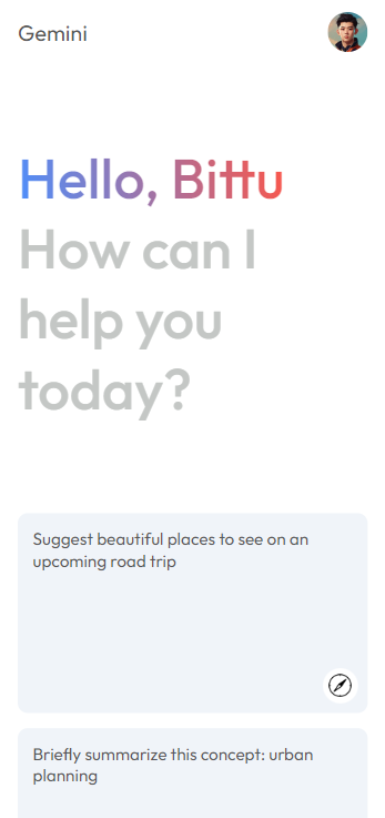 Gemini
Hello, Bittu
How can I
help you
today?
Suggest beautiful places to see on an
upcoming road trip
Briefly summarize this concept: urban
planning